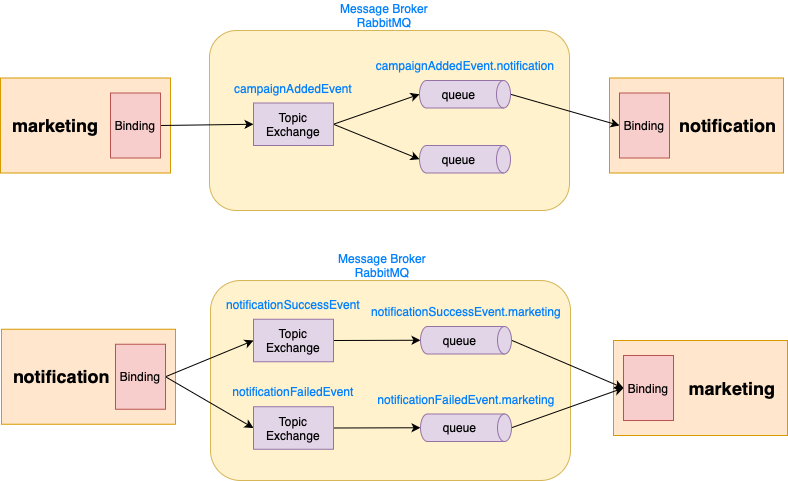 Message Broker
RabbitMQ
campaignAddedEvent.notification
campaignAddedEvent
queue
marketing
Binding
Topic
Exchange
Binding
notification
queue
Message Broker
RabbitMQ
notificationSuccessEvent
notificationSuccessEvent.marketing
Topic
Exchange
queue
notification
Binding
Binding
marketing
notificationFailedEvent
notificationFailedEvent.marketing
Topic
Exchange
queue